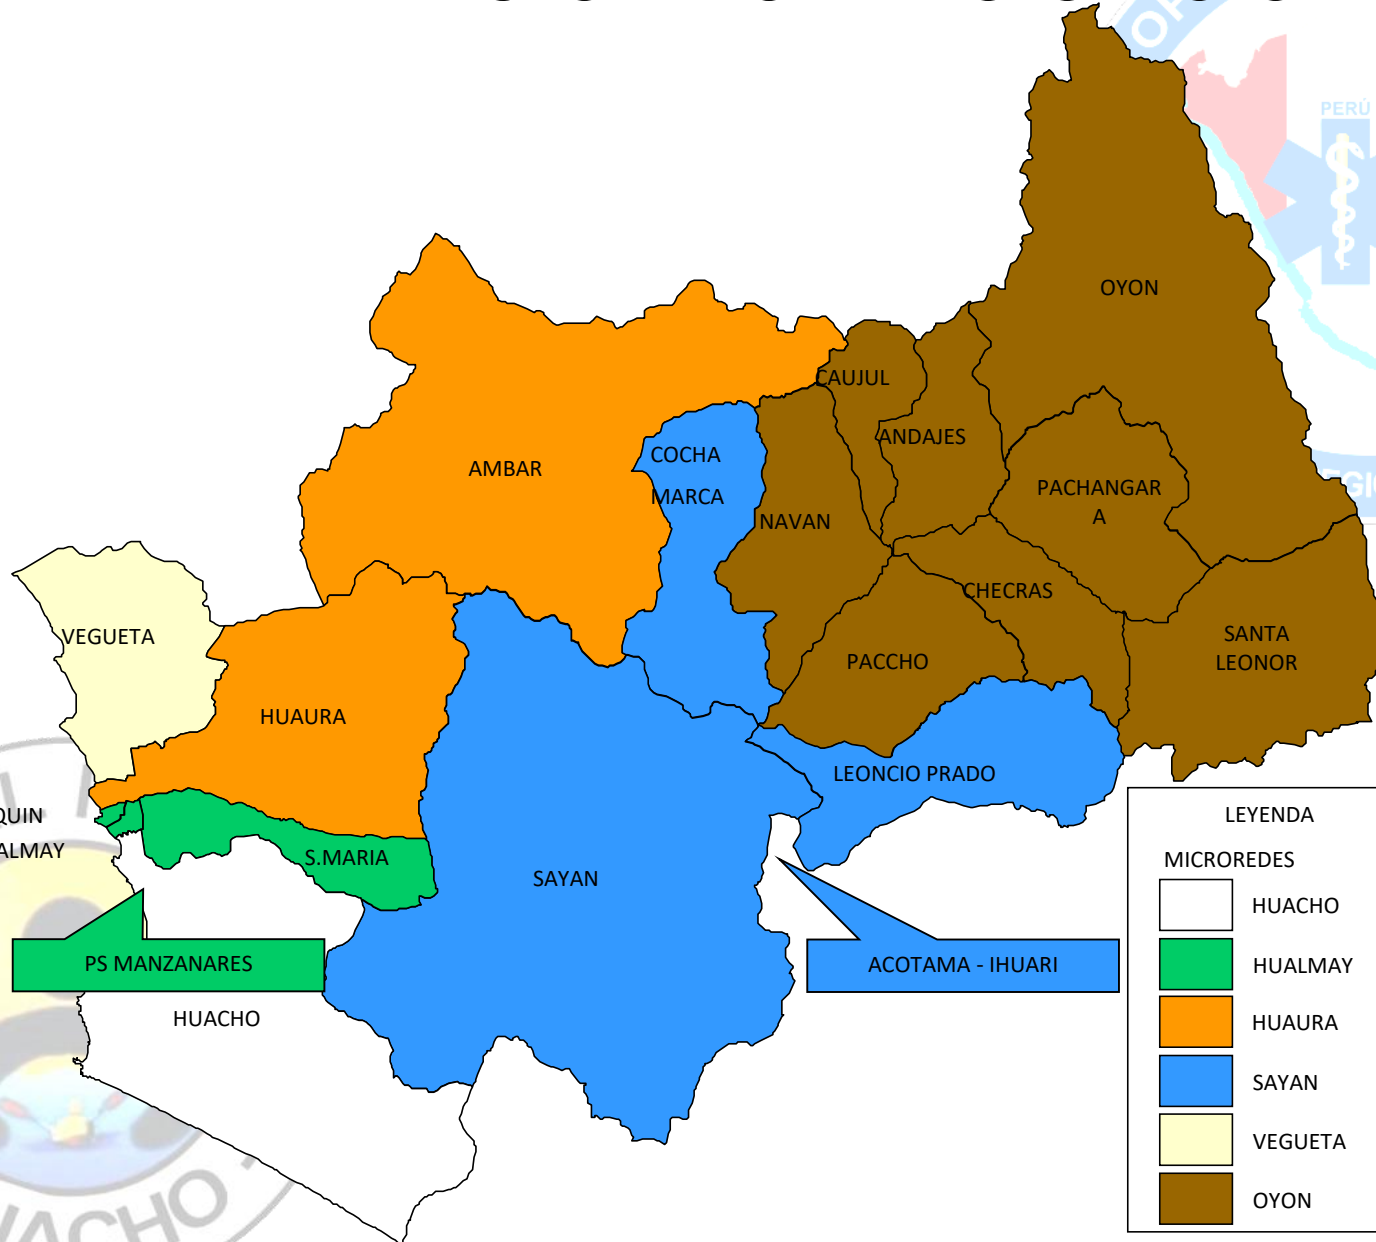 PERÚ
OYON
CAUJUL
ANDAJES
COCHA
MARCA
AMBAR
PACHANGAR
A
NAVAN
CHECRAS
VEGUETA
SANTA
LEONOR
PACCHO
HUAURA
LEONCIO PRADO
QUIN
ALMAY
S.MARIA
SAYAN
PS MANZANARES
ACOTAMA - IHUARI
HUACHO
LEYENDA
MICROREDES
HUACHO
HUALMAY
HUAURA
SAYAN
VEGUETA
OYON